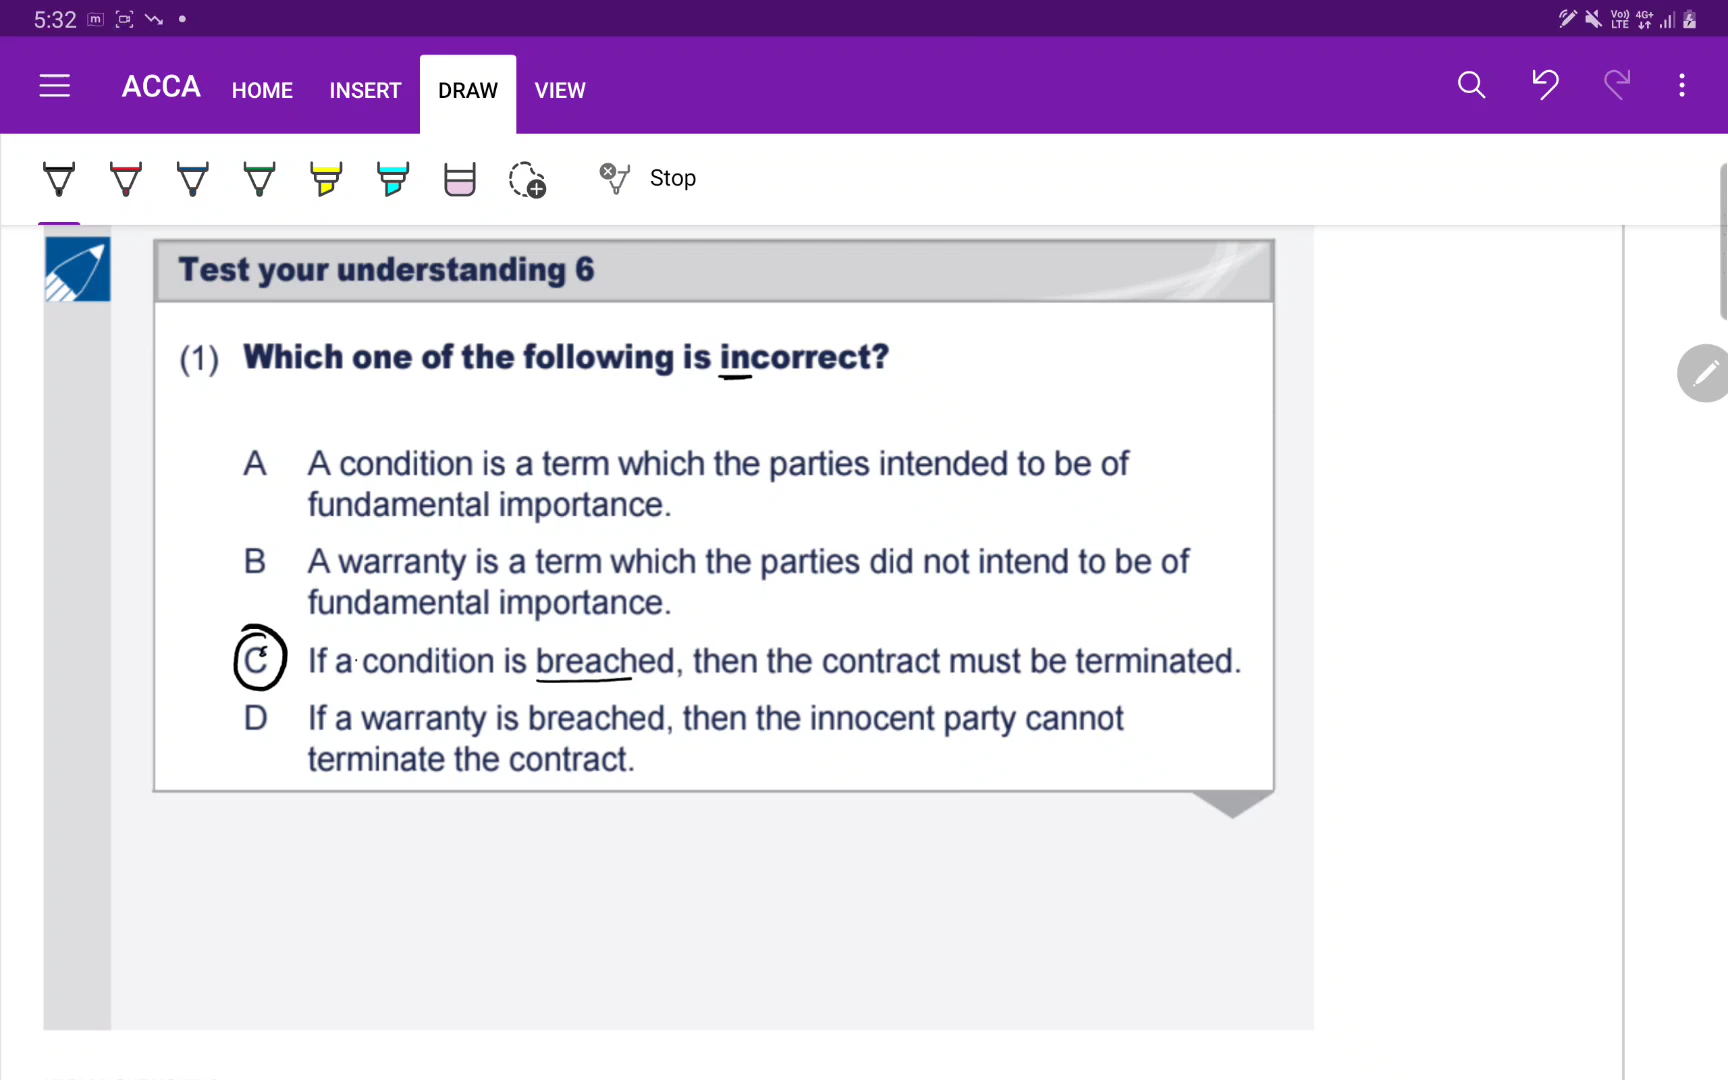 5:32 m Vo)) LTE 4G+
ACCA HOME INSERT DRAW VIEW
Stop
Test your understanding 6
(1) Which one of the following is incorrect?
A A condition is a term which the parties intended to be of
fundamental importance.
B A warranty is a term which the parties did not intend to be of
fundamental importance.
C If a condition is breached, then the contract must be terminated.
D If a warranty is breached, then the innocent party cannot
terminate the contract.